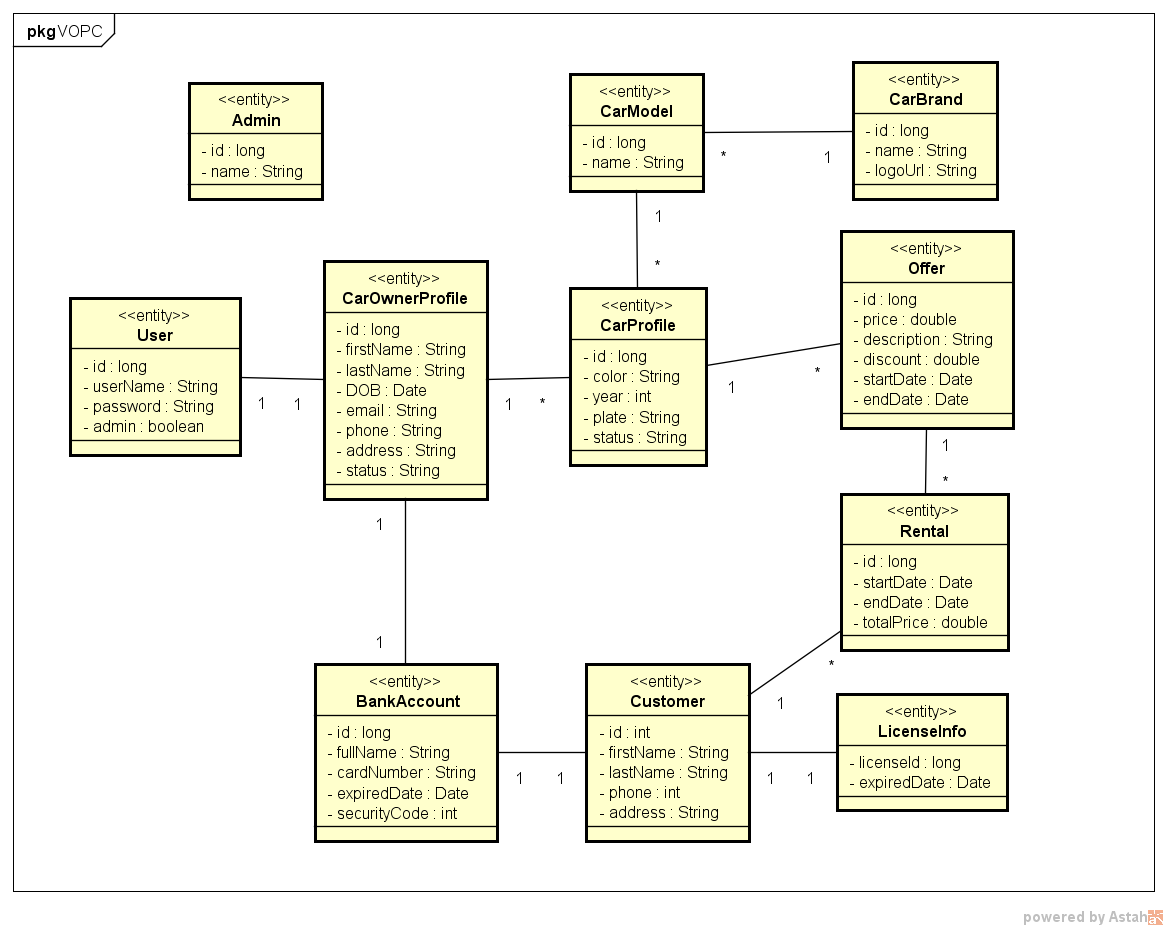 pkg VOPC
<<entity>>
Admin
- id : long
- name : String
<<entity>>
CarModel
- id : long
- name : String
<<entity>>
CarBrand
- id : long
- name : String
- logoUrl : String
*
1
1
*
<<entity>>
User
- id : long
- userName : String
- password : String
- admin : boolean
<<entity>>
CarOwnerProfile
- id : long
- firstName : String
- lastName : String
- DOB : Date
- email : String
- phone : String
- address : String
- status : String
<<entity>>
CarProfile
- id : long
- color : String
- year : int
- plate : String
- status : String
<<entity>>
Offer
- id : long
- price : double
- description : String
- discount : double
- startDate : Date
- endDate : Date
1
1
1
*
1
*
1
*
<<entity>>
Rental
- id : long
- startDate : Date
- endDate : Date
- totalPrice : double
1
1
*
1
<<entity>>
BankAccount
- id : long
- fullName : String
- cardNumber : String
- expiredDate : Date
- securityCode : int
<<entity>>
Customer
- id : int
- firstName : String
- lastName : String
- phone : int
- address : String
<<entity>>
LicenseInfo
- licenseId : long
- expiredDate : Date
1
1
1
1
powered by Astah